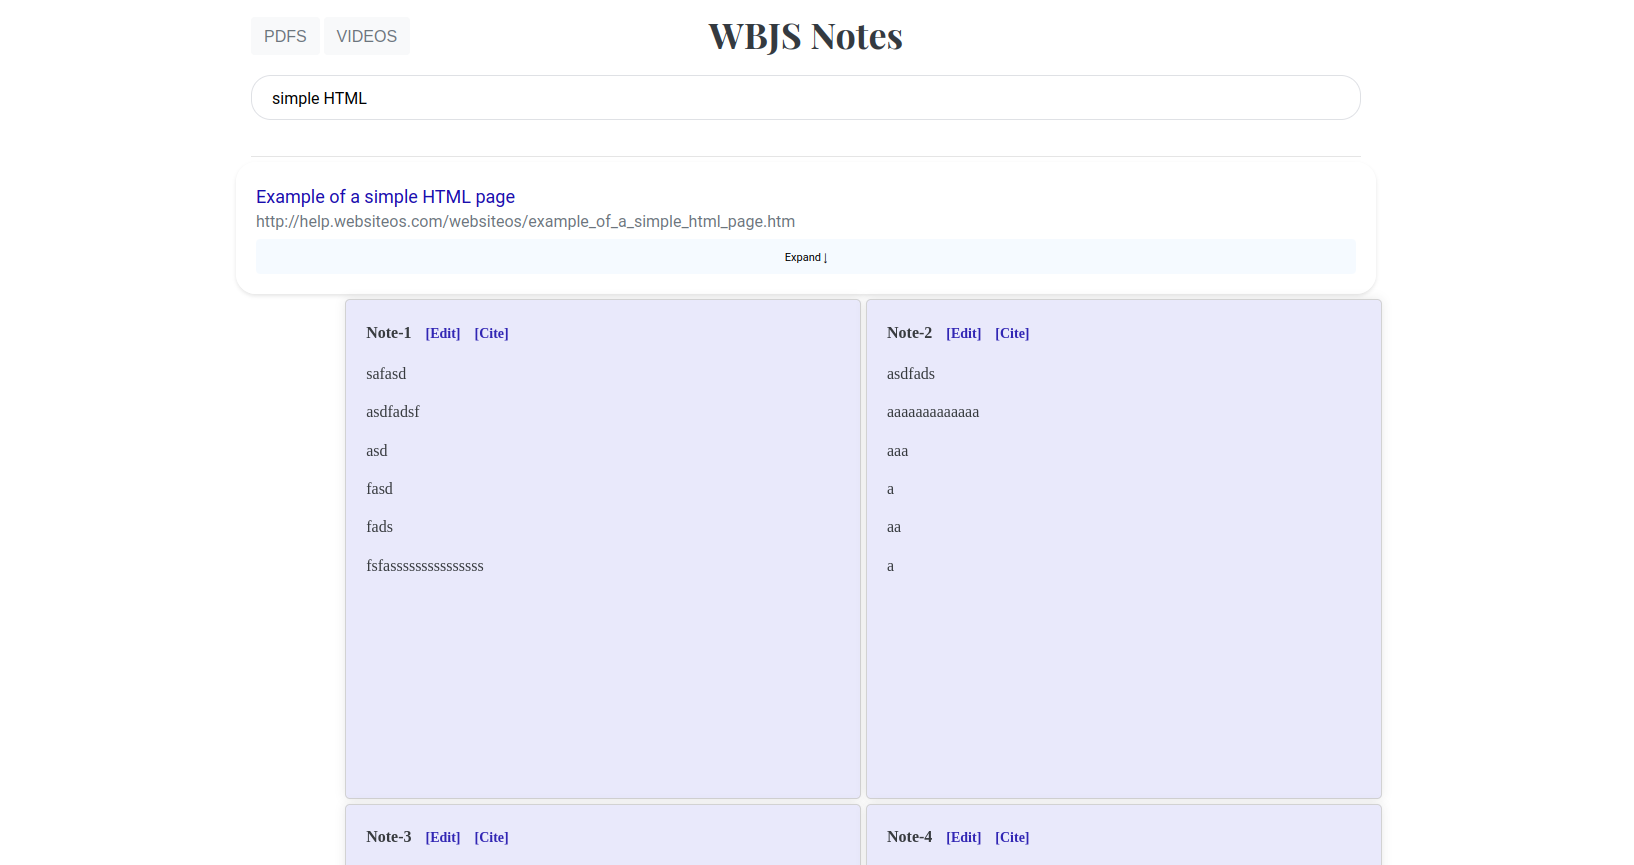 PDFS VIDEOS WBJS Notes
simple HTML
Example of a simple HTML page
http://help.websiteos.com/websiteos/example_of_a_simple_html_page.htm
Expand ↓
Note-1 [Edit] [Cite]
safasd
asdfadsf
asd
fasd
fads
fsfasssssssssssssss
Note-2 [Edit] [Cite]
asdfads
aaaaaaaaaaaaa
aaa
a
aa
a
Note-3 [Edit] [Cite]
Note-4 [Edit] [Cite]